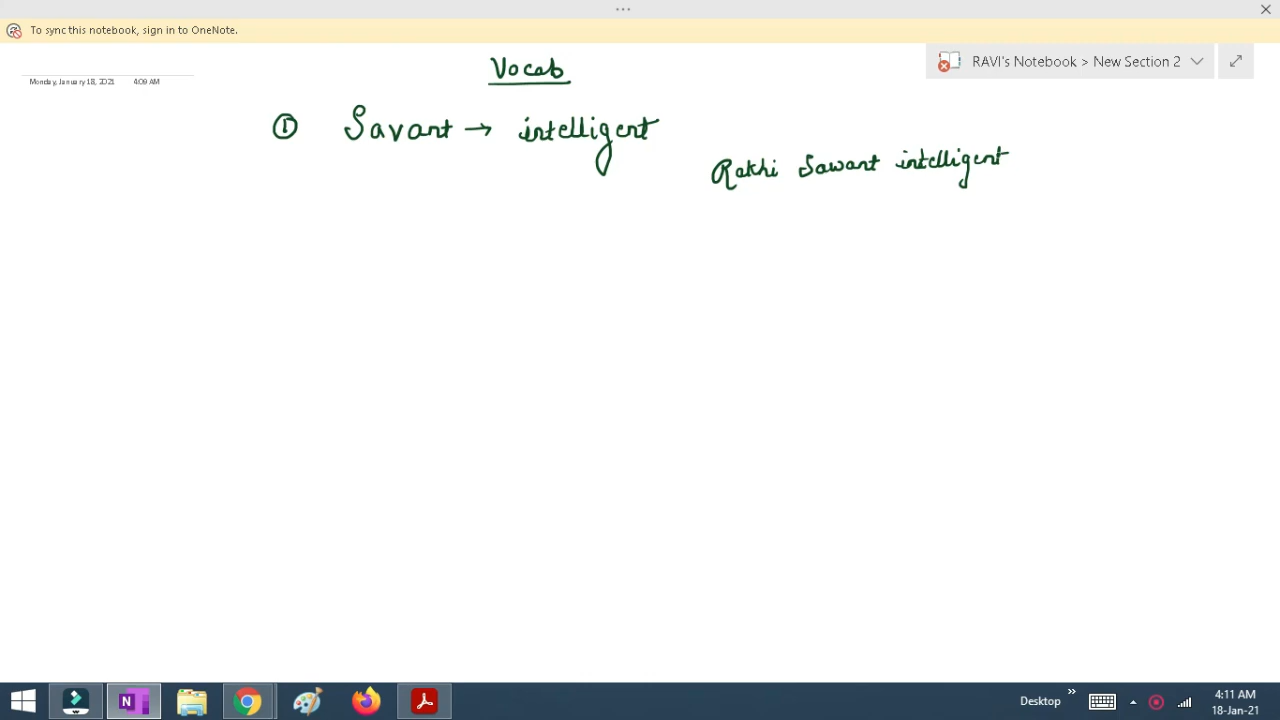 To sync this notebook, sign in to OneNote.
RAVI's Notebook > New Section 2
Monday, January 18, 2021 4:09 AM
Vocab
① Savant → intelligent
Rakhi Sawant intelligent
Desktop
4:11 AM
18-Jan-21